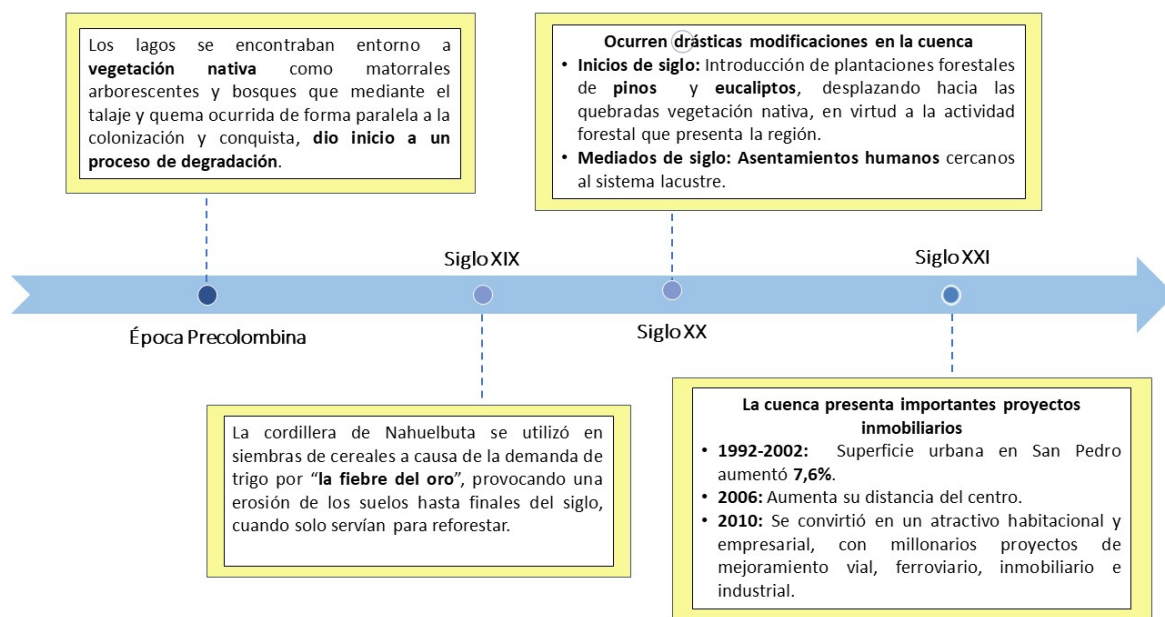 Los lagos se encontraban entorno a
vegetación nativa como matorrales
arborescentes y bosques que mediante el
talaje y quema ocurrida de forma paralela a la
colonización y conquista, dio inicio a un
proceso de degradación.
Ocurren drásticas modificaciones en la cuenca
• Inicios de siglo: Introducción de plantaciones forestales
de pinos y eucaliptos, desplazando hacia las
quebradas vegetación nativa, en virtud a la actividad
forestal que presenta la región.
• Mediados de siglo: Asentamientos humanos cercanos
al sistema lacustre.
Época Precolombina
Siglo XIX
Siglo XX
Siglo XXI
La cordillera de Nahuelbuta se utilizó en
siembras de cereales a causa de la demanda de
trigo por “la fiebre del oro”, provocando una
erosión de los suelos hasta finales del siglo,
cuando solo servían para reforestar.
La cuenca presenta importantes proyectos
inmobiliarios
• 1992-2002: Superficie urbana en San Pedro
aumentó 7,6%.
• 2006: Aumenta su distancia del centro.
• 2010: Se convirtió en un atractivo habitacional y
empresarial, con millonarios proyectos de
mejoramiento vial, ferroviario, inmobiliario e
industrial.